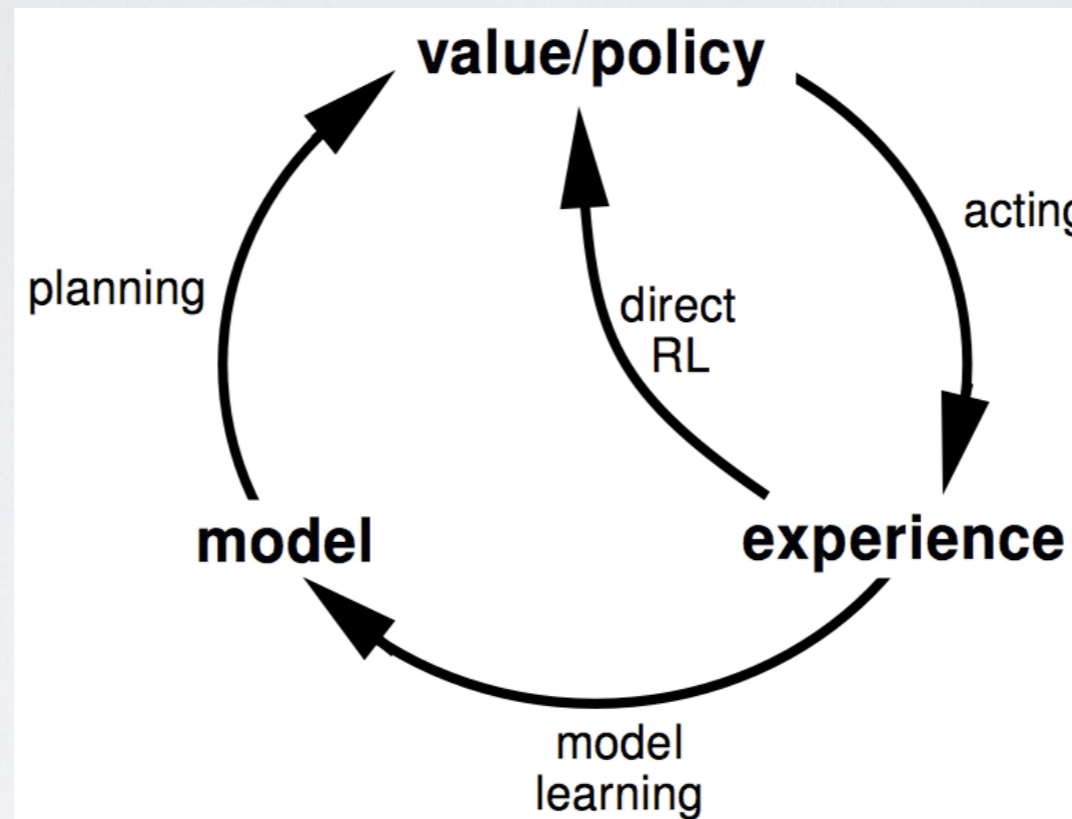 value/policy
acting
planning
direct
RL
model
experience
model
learning